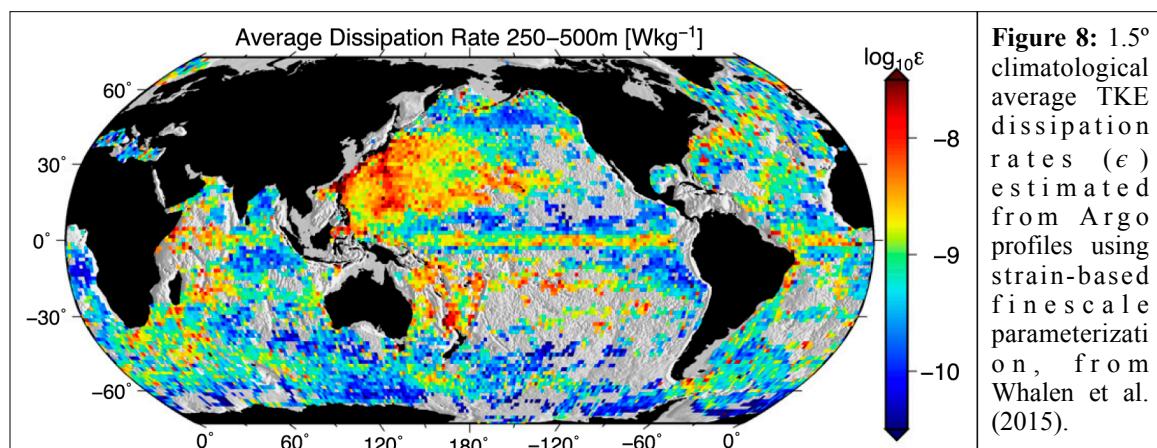 Average Dissipation Rate 250–500m [Wkg⁻¹]
log₁₀ε
60°
30°
0°
−30°
−60°
0° 60° 120° 180° −120° −60° 0°
−8
−9
−10
Figure 8: 1.5º
climatological
average TKE
dissipation
rates (ϵ)
estimated
from Argo
profiles using
strain-based
finescale
parameterizati
on, from
Whalen et al.
(2015).